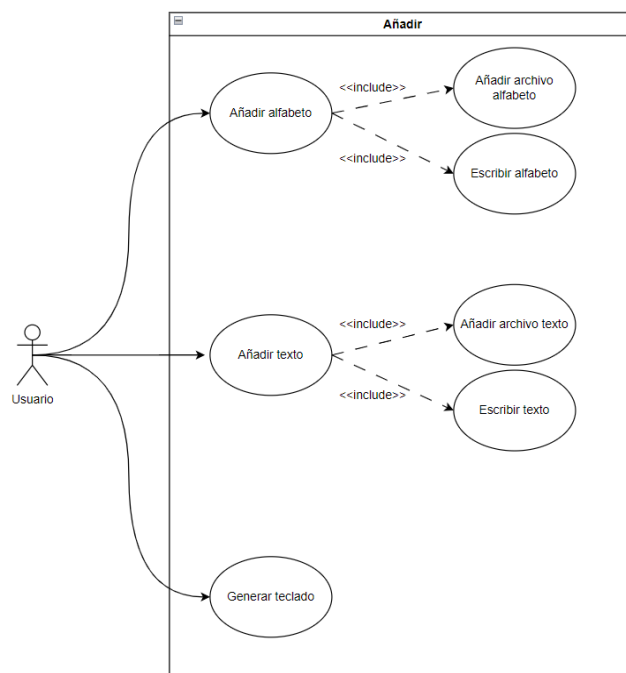 Añadir
<<include>>
Añadir archivo
alfabeto
Añadir alfabeto
<<include>>
Escribir alfabeto
<<include>>
Añadir archivo texto
Añadir texto
<<include>>
Usuario
Escribir texto
Generar teclado